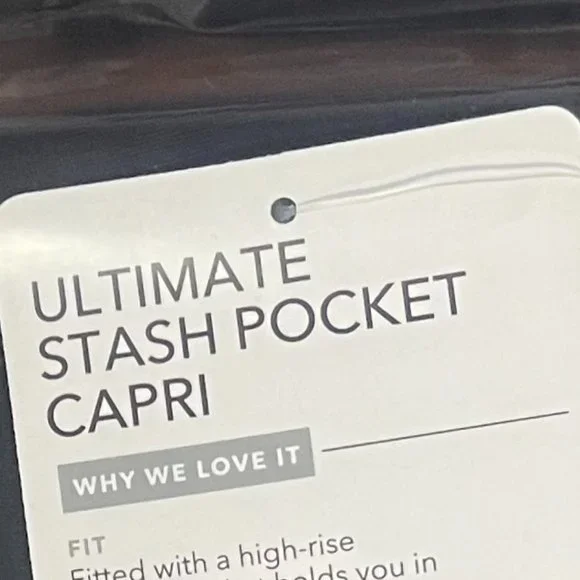 ULTIMATE
STASH POCKET
CAPRI
WHY WE LOVE IT
FIT
Fitted with a high-rise
holds you in